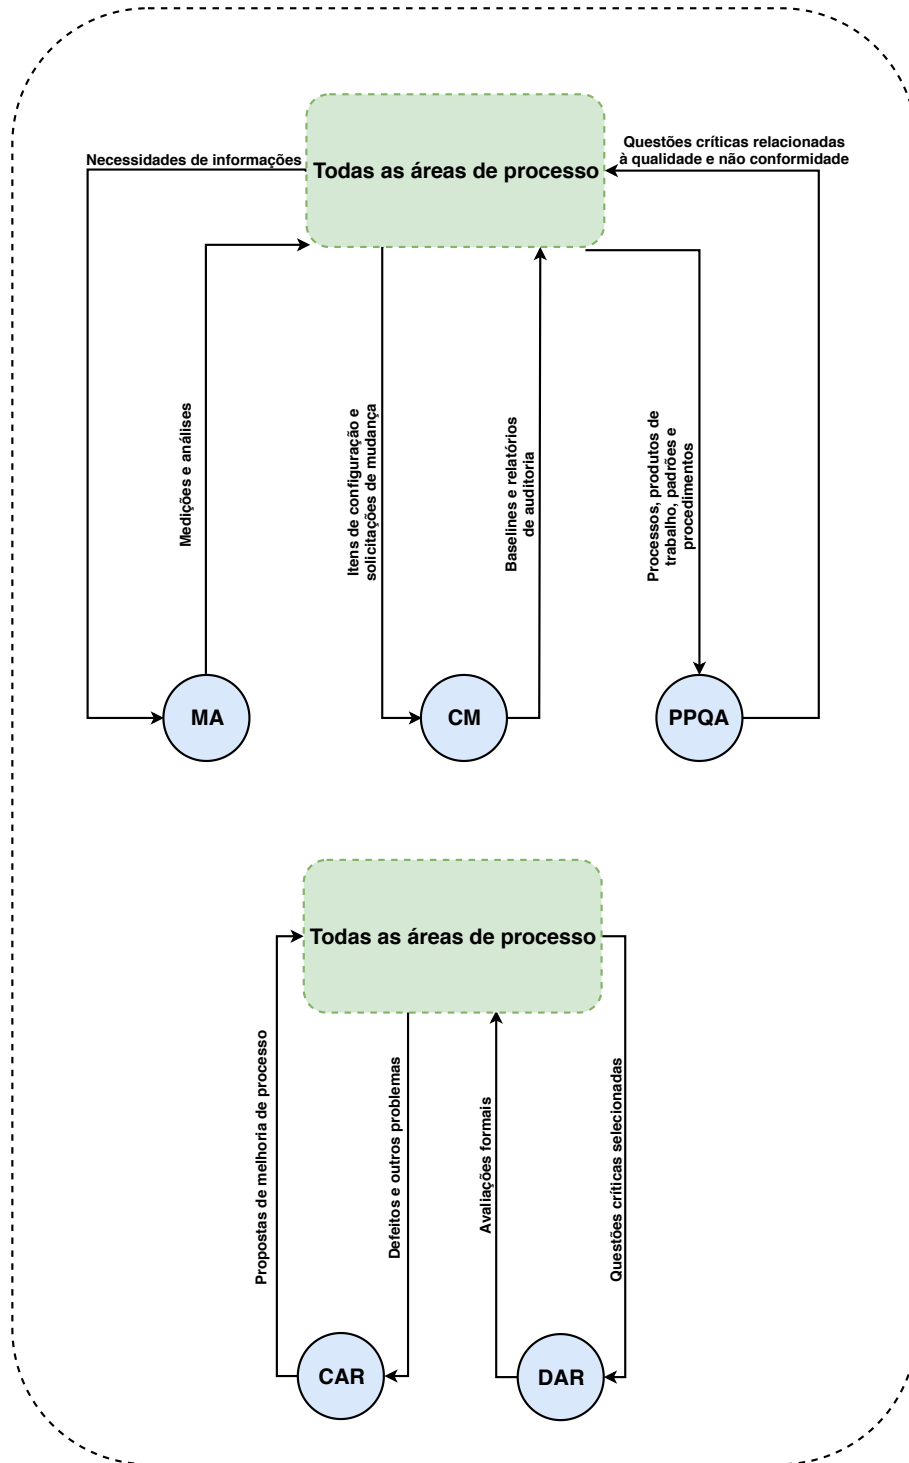 Necessidades de informações
Todas as áreas de processo
Questões críticas relacionadas
à qualidade e não conformidade
Medições e análises
Itens de configuração e
solicitações de mudança
Baselines e relatórios
de auditoria
Processos, produtos de
trabalho, padrões e
procedimentos
MA
CM
PPQA
Todas as áreas de processo
Propostas de melhoria de processo
Defeitos e outros problemas
Avaliações formais
Questões críticas selecionadas
CAR
DAR